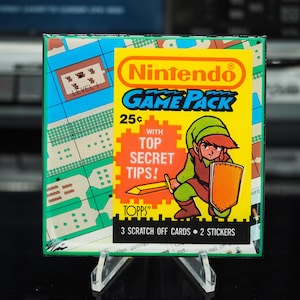 Nintendo®
GAME PACK
25¢
WITH
TOP
SECRET
TIPS!
TOPPS®
3 SCRATCH OFF CARDS • 2 STICKERS